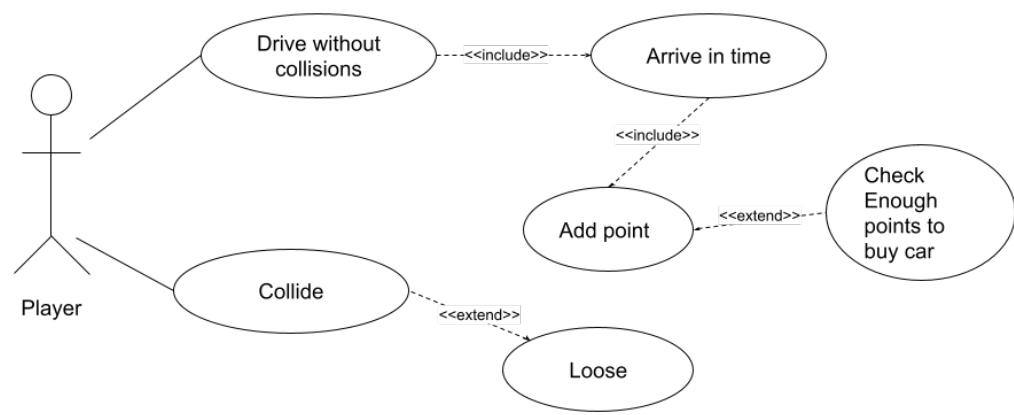 Drive without
collisions
<<include>>
Arrive in time
<<include>>
Check
Enough
points to
buy car
<<extend>>
Add point
Player
Collide
<<extend>>
Loose